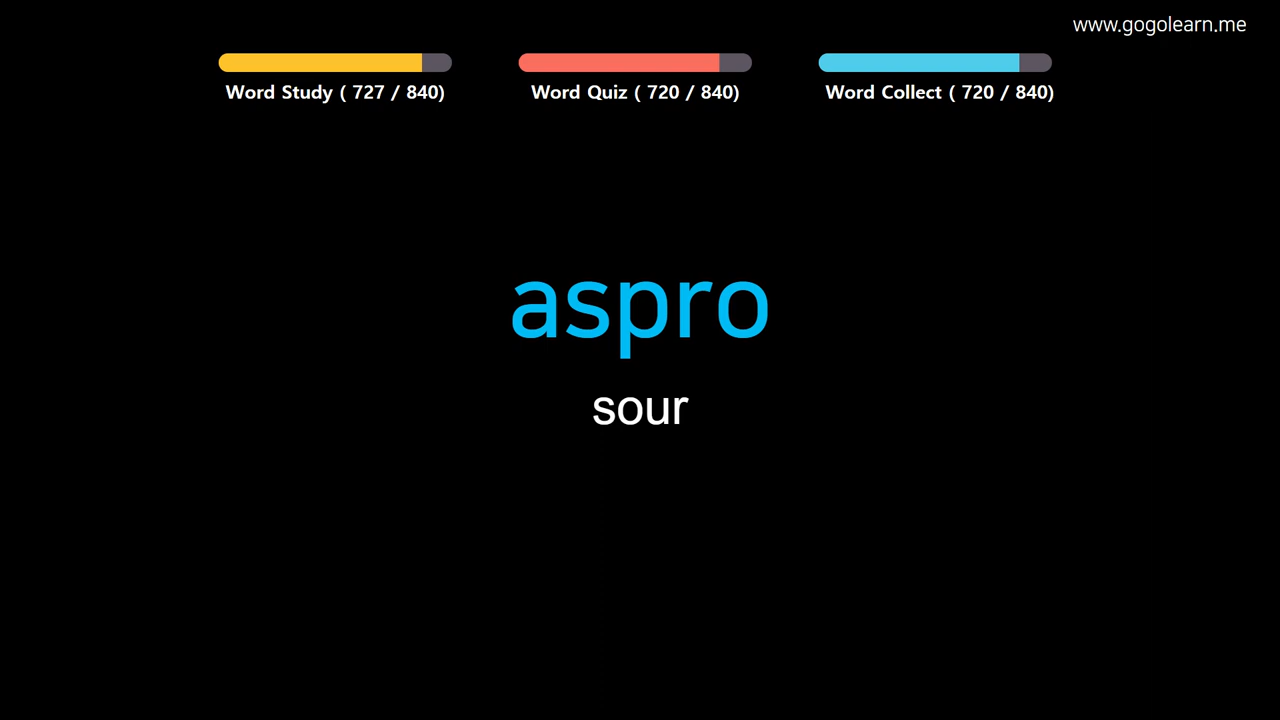 www.gogolearn.me
Word Study ( 727 / 840)
Word Quiz ( 720 / 840)
Word Collect ( 720 / 840)
aspro
sour